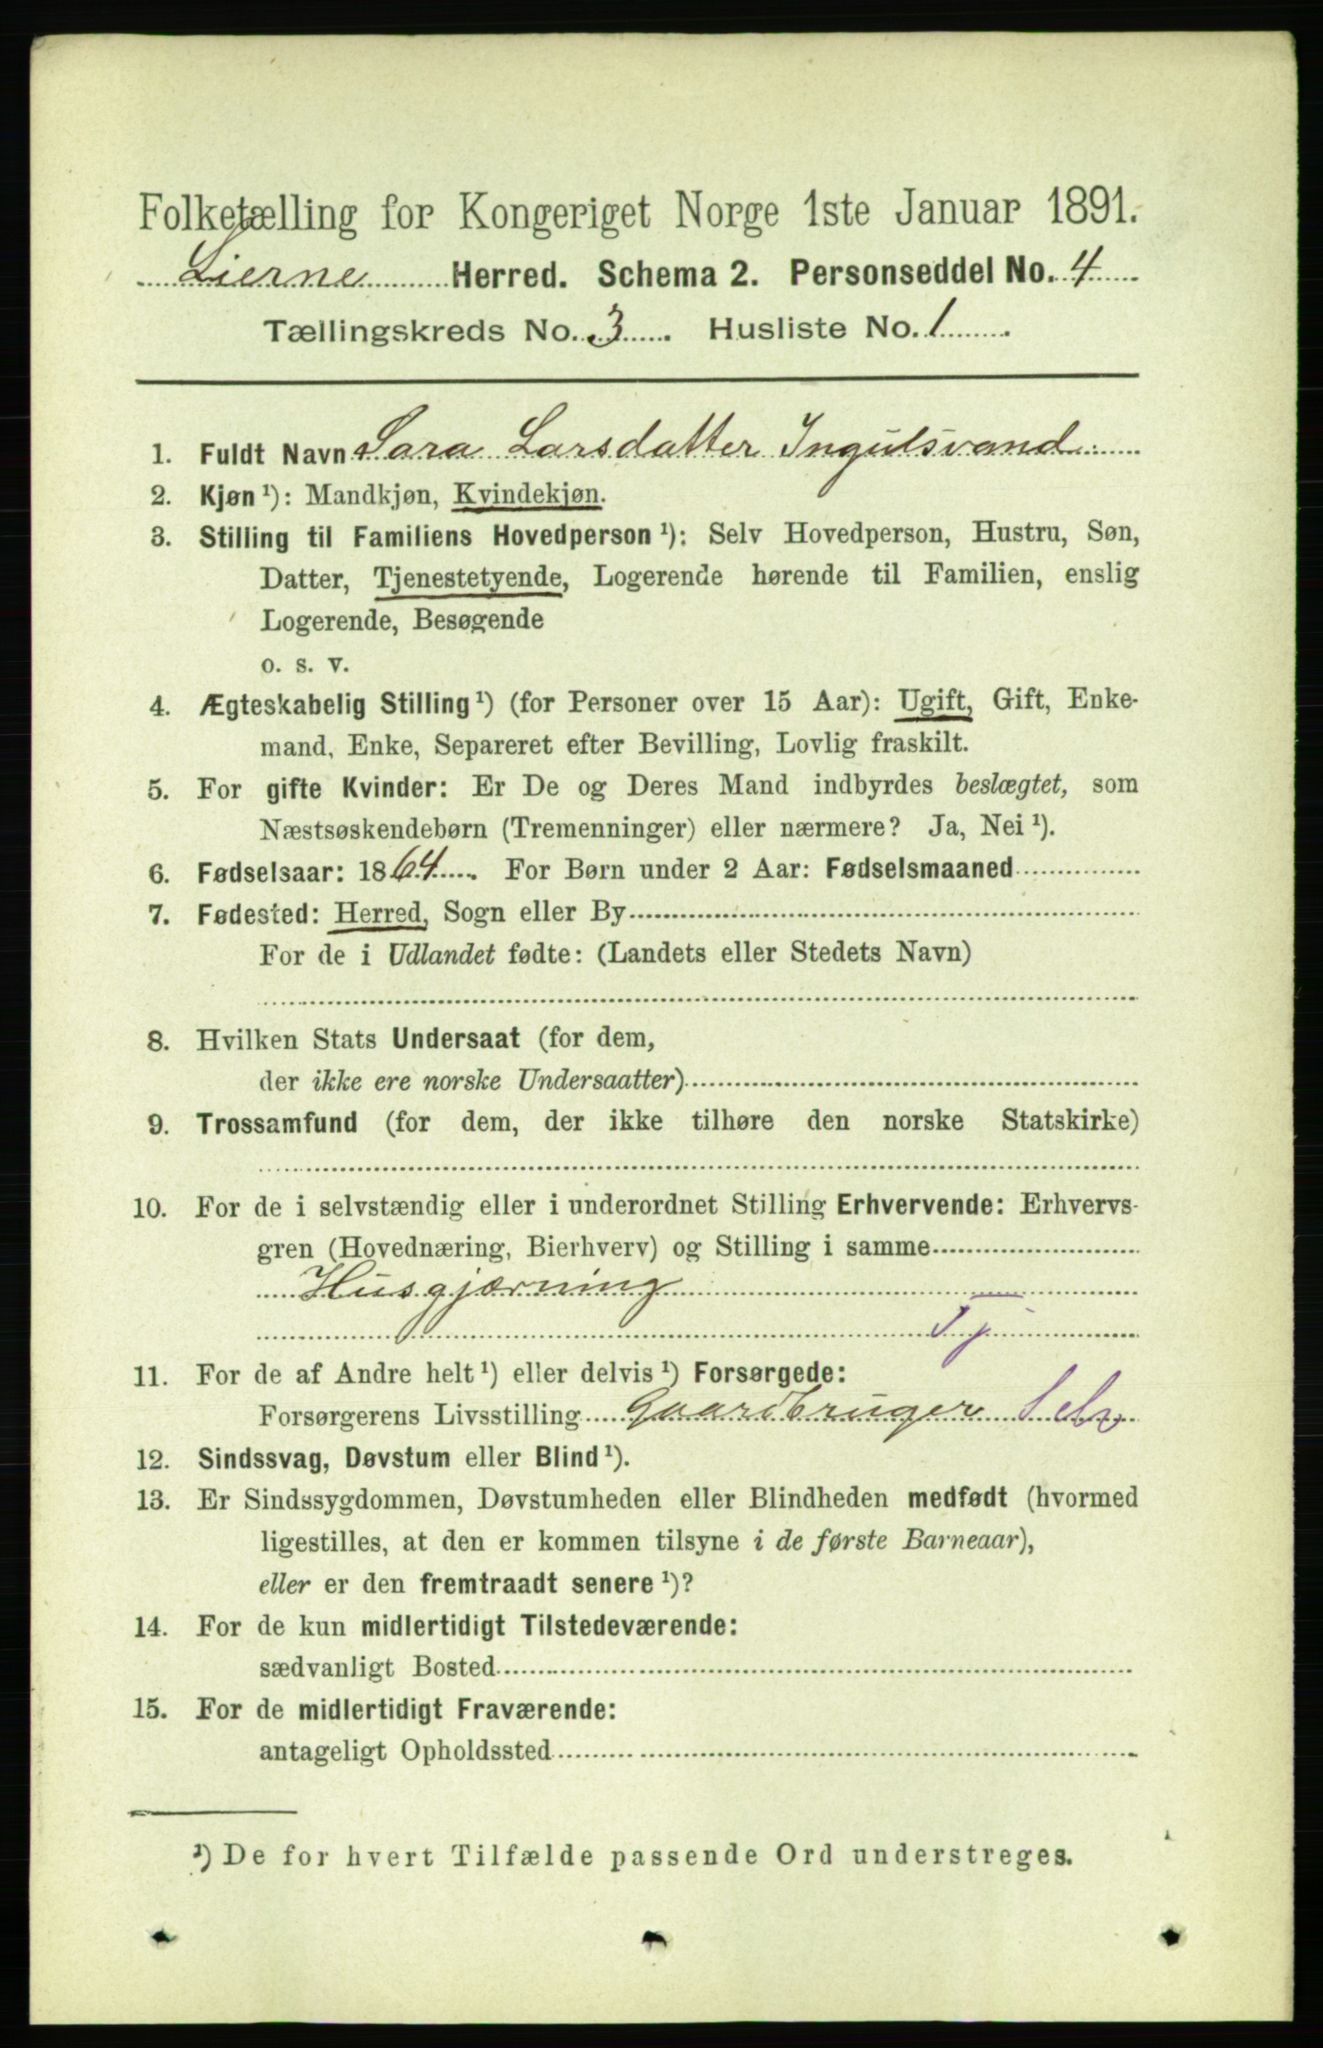 Folketælling for Kongeriget Norge 1ste Januar 1891.
Lierne Herred. Schema 2. Personseddel No. 4
Tællingskreds No. 3. Husliste No. 1
1. Fuldt Navn Sara Larsdatter Ingulsvand
2. Kjøn ¹): Mandkjøn, Kvindekjøn.
3. Stilling til Familiens Hovedperson ¹): Selv Hovedperson, Hustru, Søn,
Datter, Tjenestetyende, Logerende hørende til Familien, enslig
Logerende, Besøgende
o. s. v.
4. Ægteskabelig Stilling ¹) (for Personer over 15 Aar): Ugift, Gift, Enke-
mand, Enke, Separeret efter Bevilling, Lovlig fraskilt.
5. For gifte Kvinder: Er De og Deres Mand indbyrdes beslægtet, som
Næstsøskendebørn (Tremenninger) eller nærmere? Ja, Nei ¹).
6. Fødselsaar: 1864. For Børn under 2 Aar: Fødselsmaaned
7. Fødested: Herred, Sogn eller By
For de i Udlandet fødte: (Landets eller Stedets Navn)
8. Hvilken Stats Undersaat (for dem,
der ikke ere norske Undersaatter)
9. Trossamfund (for dem, der ikke tilhøre den norske Statskirke)
10. For de i selvstændig eller i underordnet Stilling Erhvervende: Erhvervs-
gren (Hovednæring, Bierhverv) og Stilling i samme
Husgjærning
Tj
11. For de af Andre helt ¹) eller delvis ¹) Forsørgede:
Forsørgerens Livsstilling Gaardbruger Selv
12. Sindssvag, Døvstum eller Blind ¹).
13. Er Sindssygdommen, Døvstumheden eller Blindheden medfødt (hvormed
ligestilles, at den er kommen tilsyne i de første Barneaar),
eller er den fremtraadt senere ¹)?
14. For de kun midlertidigt Tilstedeværende:
sædvanligt Bosted
15. For de midlertidigt Fraværende:
antageligt Opholdssted
¹) De for hvert Tilfælde passende Ord understreges.